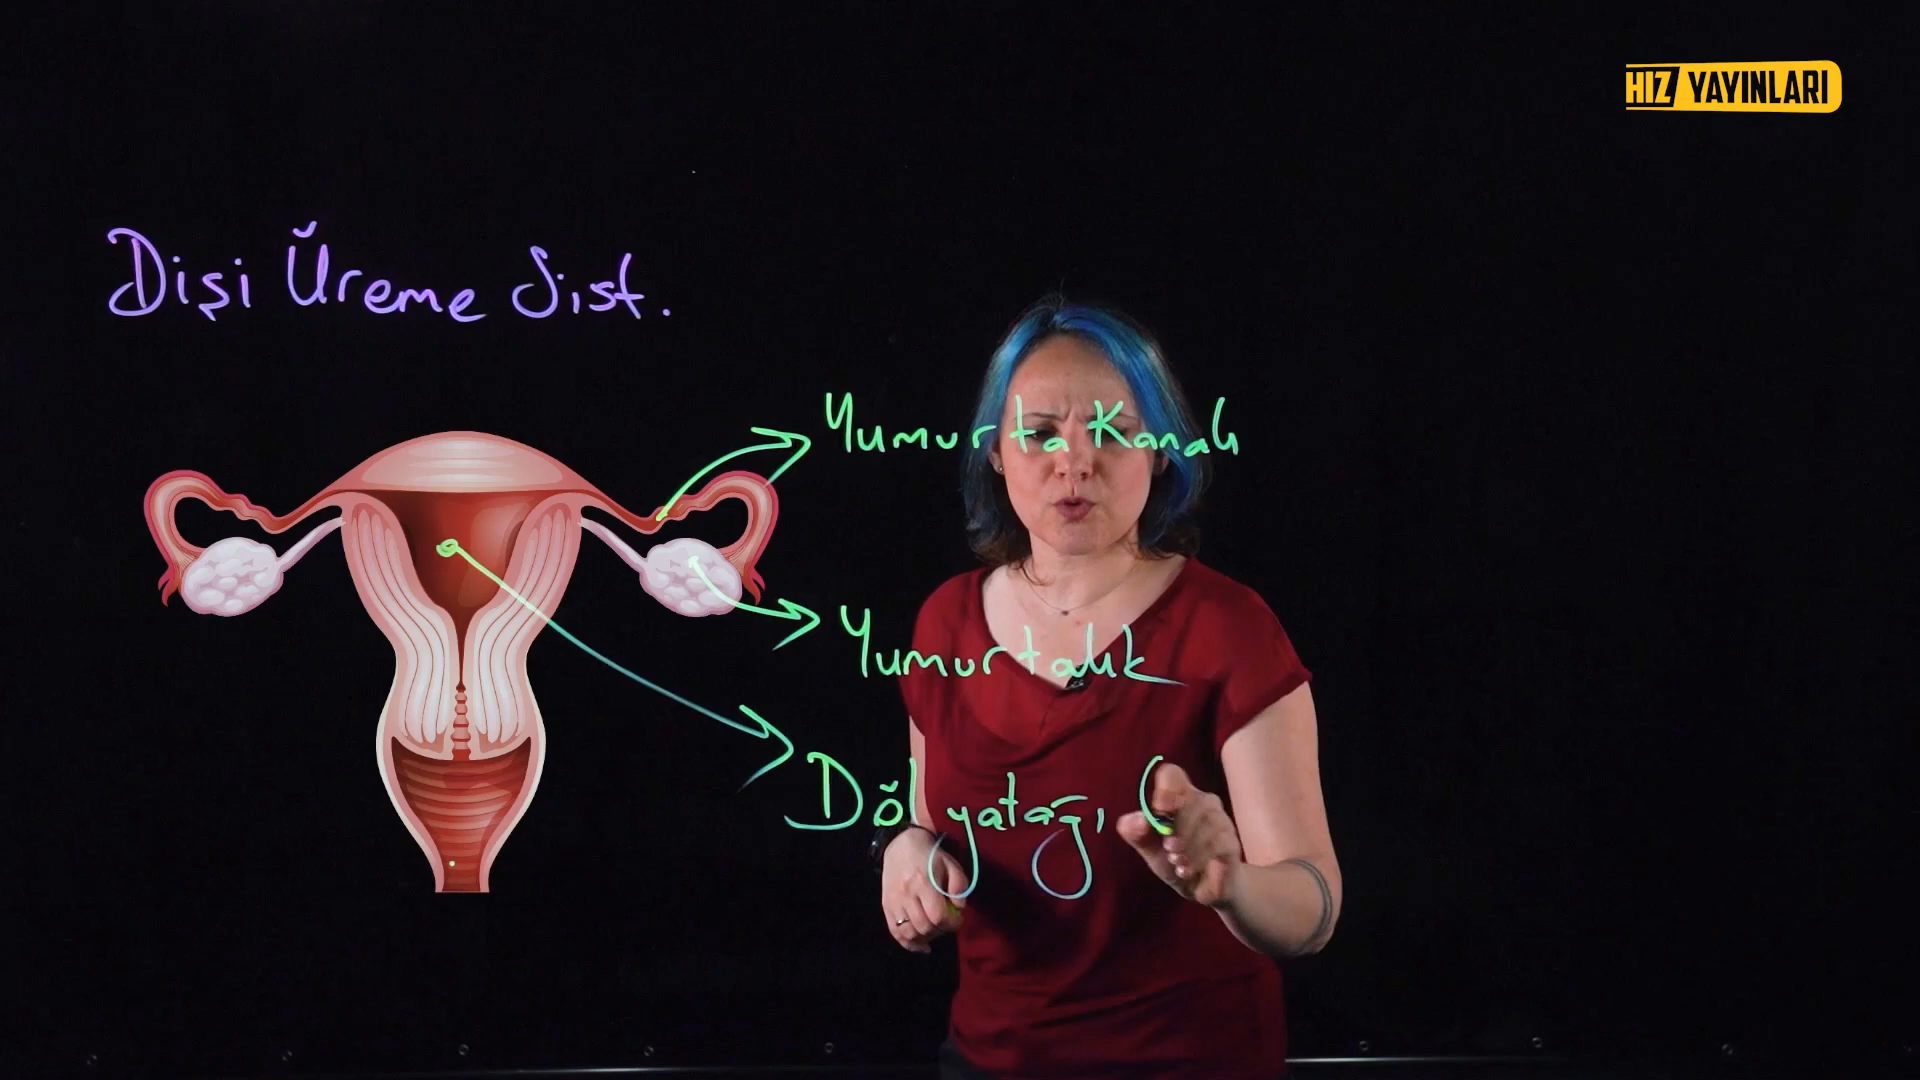 HIZ YAYINLARI
Dişi Üreme Sist.
Yumurta Kanalı
Yumurtalık
Döl yatağı (